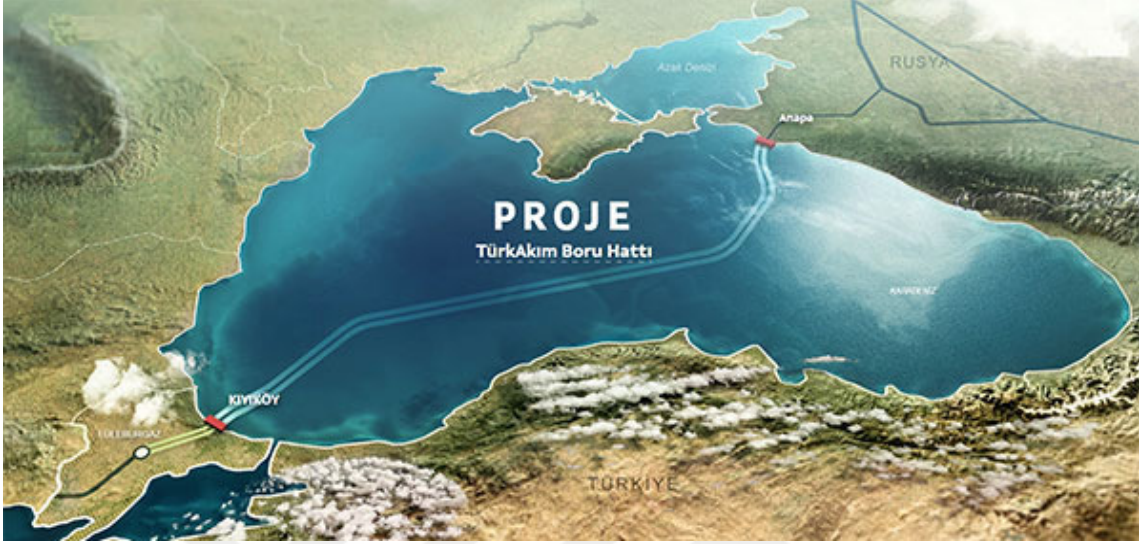 Azak Denizi
RUSYA
Anapa
PROJE
TürkAkım Boru Hattı
KARADENİZ
KIYIKÖY
LÜLEBURGAZ
TÜRKİYE